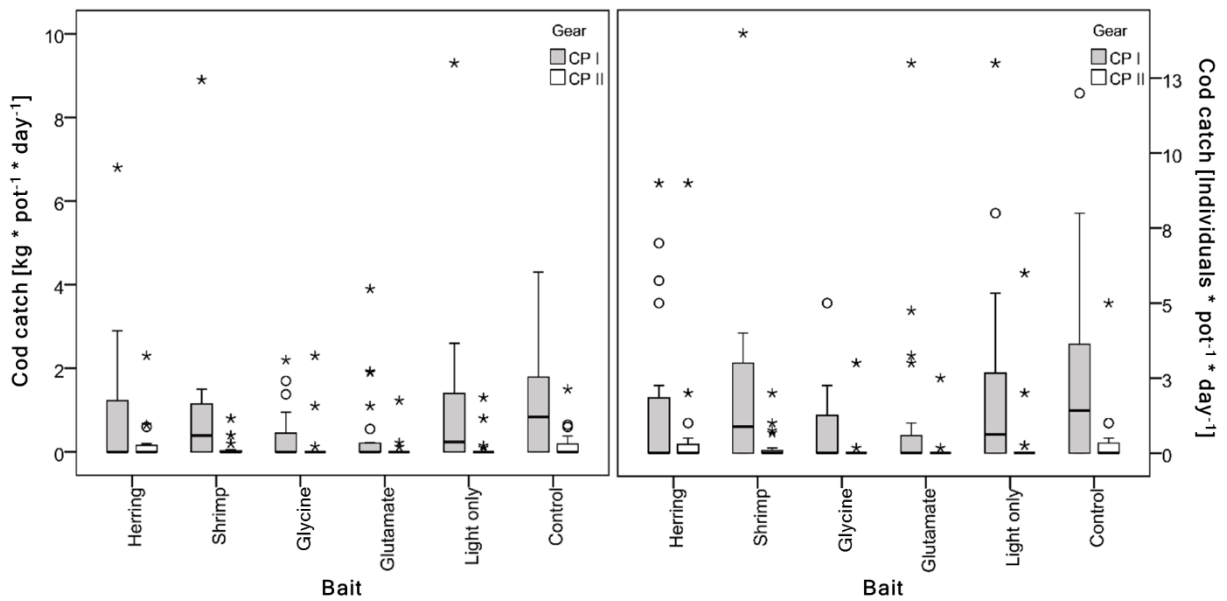 Cod catch [kg * pot⁻¹ * day⁻¹]
10
8
6
4
2
0
Gear
CP I
CP II
Herring
Shrimp
Glycine
Glutamate
Light only
Control
Bait
Gear
CP I
CP II
13
10
8
5
3
0
Cod catch [Individuals * pot⁻¹ * day⁻¹]
Herring
Shrimp
Glycine
Glutamate
Light only
Control
Bait